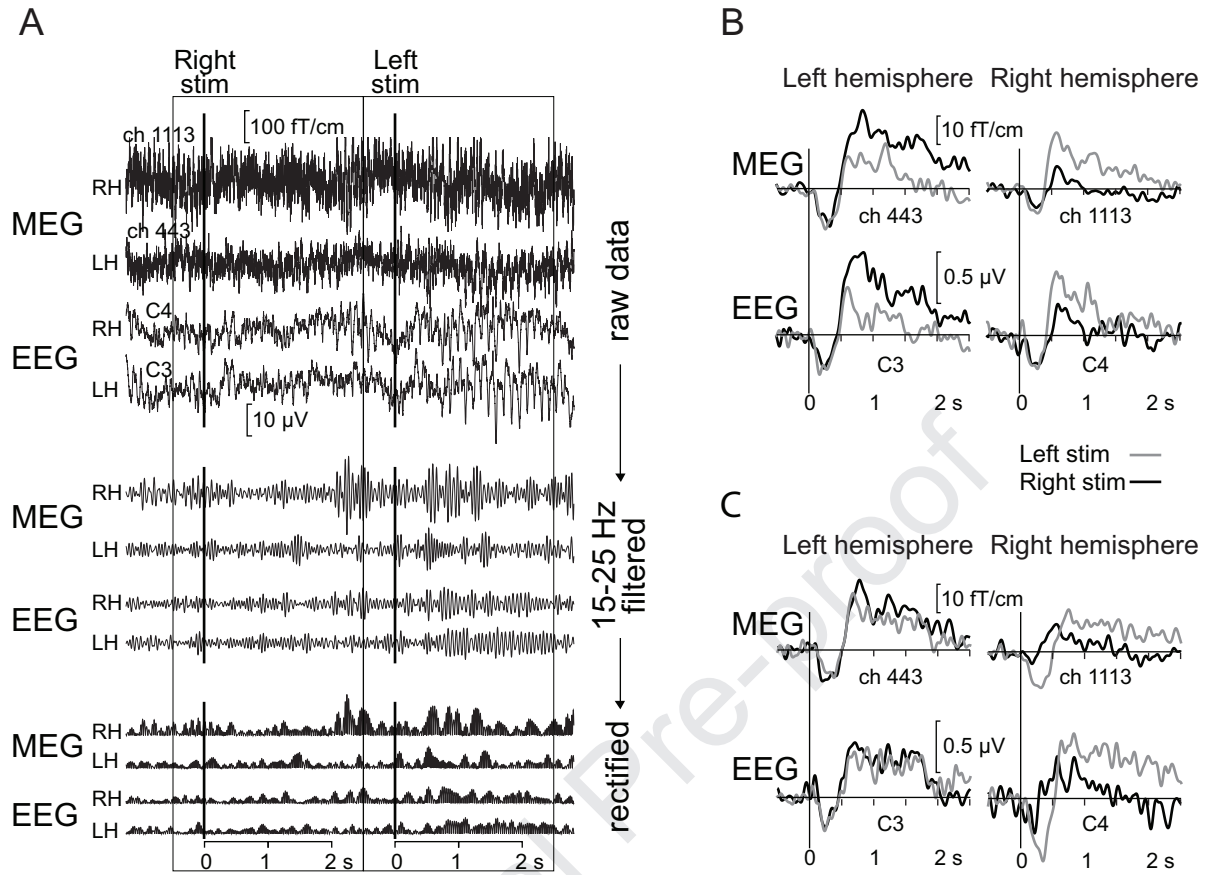 A
Right
stim
Left
stim
ch 1113
100 fT/cm
RH
MEG
ch 443
LH
C4
RH
EEG
C3
LH
10 µV
raw data
MEG
RH
LH
EEG
RH
LH
15-25 Hz
filtered
MEG
RH
LH
EEG
RH
LH
rectified
0 1 2 s 0 1 2 s
B
Left hemisphere Right hemisphere
MEG
10 fT/cm
ch 443 ch 1113
EEG
0.5 µV
C3 C4
0 1 2 s 0 1 2 s
Left stim
Right stim
C
Left hemisphere Right hemisphere
MEG
10 fT/cm
ch 443 ch 1113
EEG
0.5 µV
C3 C4
0 1 2 s 0 1 2 s
Pre-proof